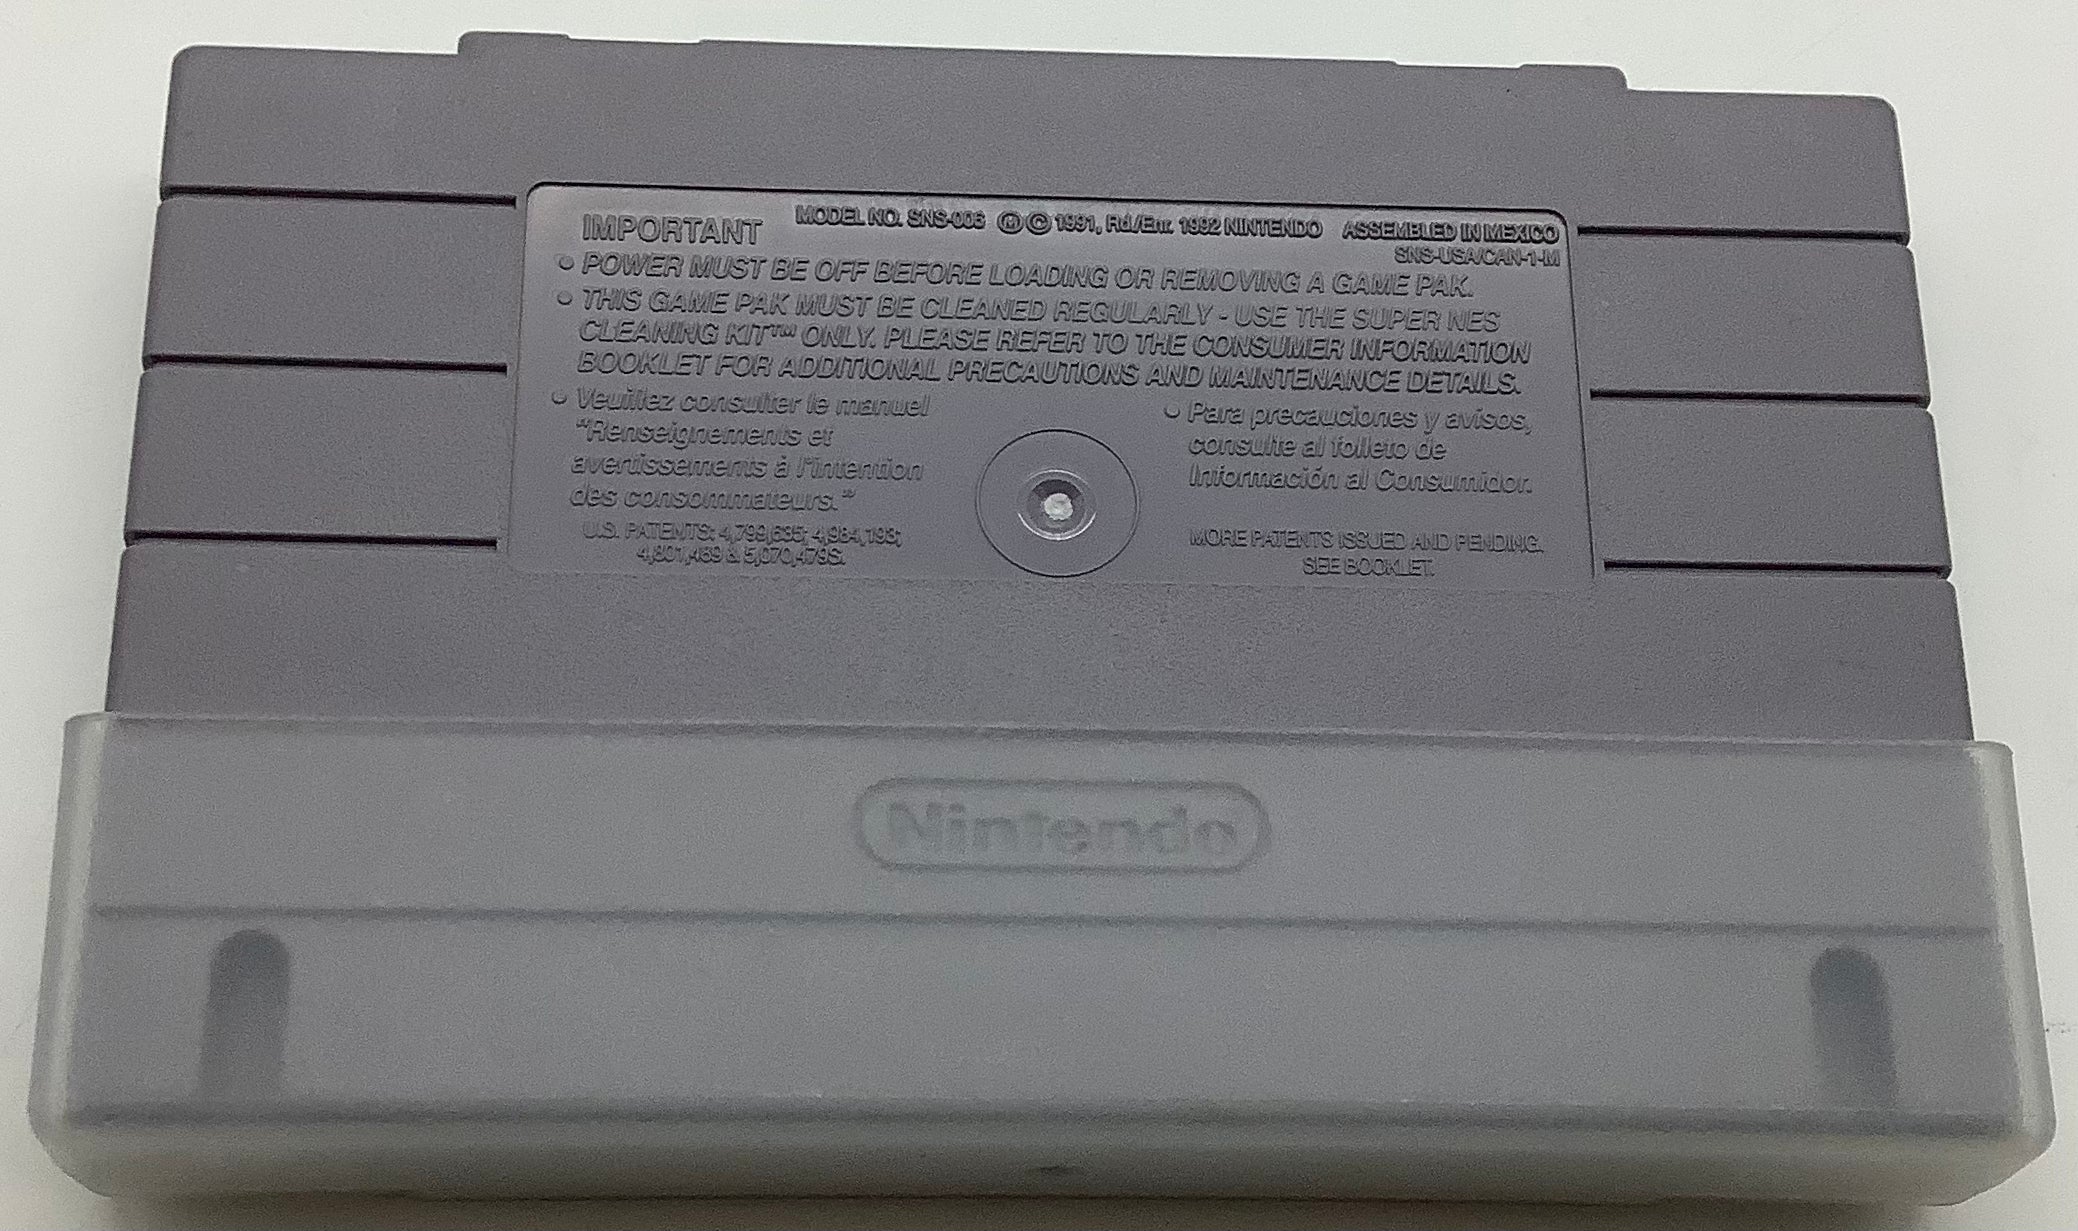 IMPORTANT MODEL NO. SNS-006 Ⓜ © 1991, Rd./Enr. 1992 NINTENDO ASSEMBLED IN MEXICO
SNS-USA/CAN-1-M
• POWER MUST BE OFF BEFORE LOADING OR REMOVING A GAME PAK.
• THIS GAME PAK MUST BE CLEANED REGULARLY - USE THE SUPER NES
CLEANING KIT™ ONLY. PLEASE REFER TO THE CONSUMER INFORMATION
BOOKLET FOR ADDITIONAL PRECAUTIONS AND MAINTENANCE DETAILS.
• Veuillez consulter le manuel
"Renseignements et
avertissements à l'intention
des consommateurs."
U.S. PATENTS: 4,799,635; 4,984,193;
4,801,469 & 5,070,479S.
• Para precauciones y avisos,
consulte al folleto de
Información al Consumidor.
MORE PATENTS ISSUED AND PENDING.
SEE BOOKLET.
Nintendo